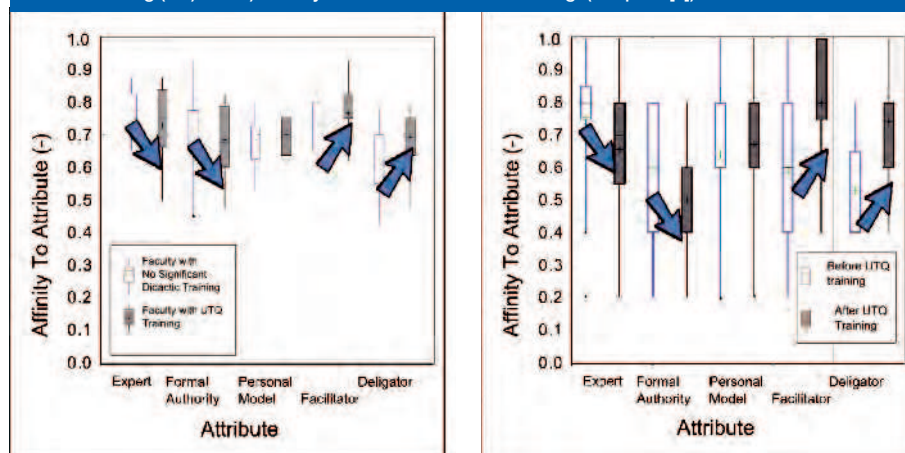 1.0
0.9
0.8
0.7
0.6
0.5
0.4
0.3
0.2
0.1
0.0
Affinity To Attribute (-)
Faculty with
No Significant
Didactic Training
Faculty with UTQ
Training
Expert
Formal
Authority
Personal
Model
Facilitator
Deligator
Attribute
1.0
0.9
0.8
0.7
0.6
0.5
0.4
0.3
0.2
0.1
0.0
Affinity To Attribute (-)
Before UTQ
training
After UTQ
Training
Expert
Formal
Authority
Personal
Model
Facilitator
Deligator
Attribute